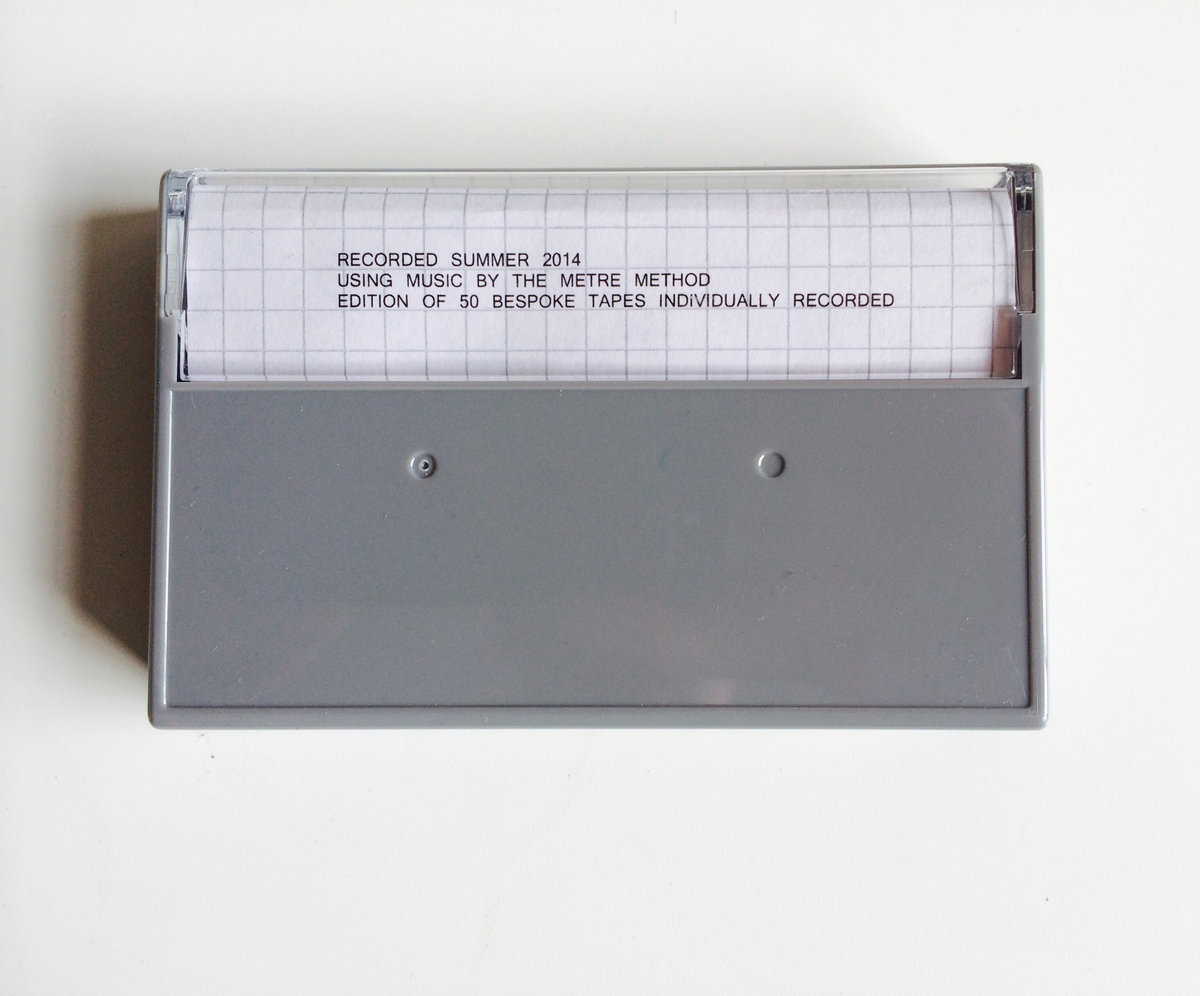 RECORDED SUMMER 2014
USING MUSIC BY THE METRE METHOD
EDITION OF 50 BESPOKE TAPES INDIVIDUALLY RECORDED